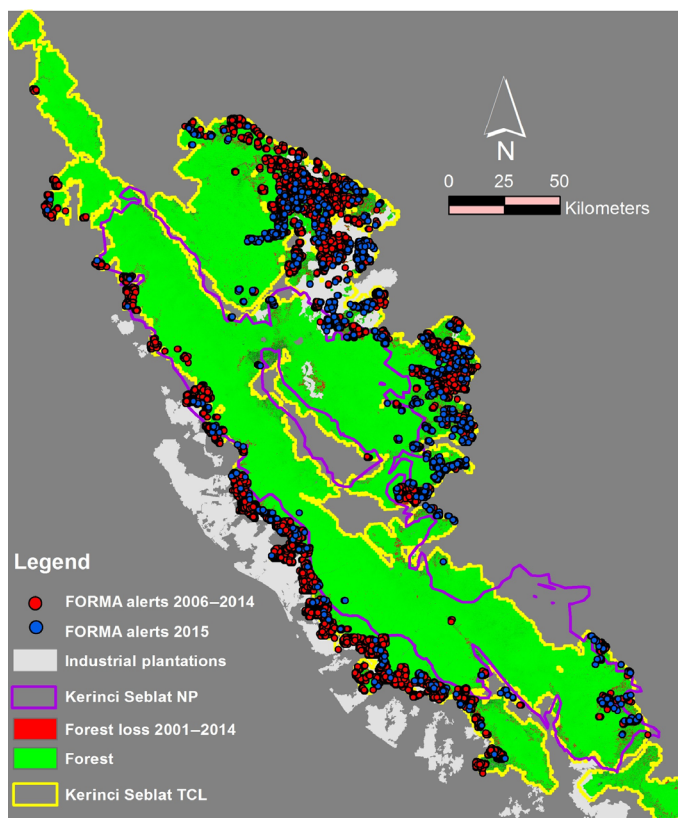 N
0 25 50
Kilometers
Legend
FORMA alerts 2006–2014
FORMA alerts 2015
Industrial plantations
Kerinci Seblat NP
Forest loss 2001–2014
Forest
Kerinci Seblat TCL